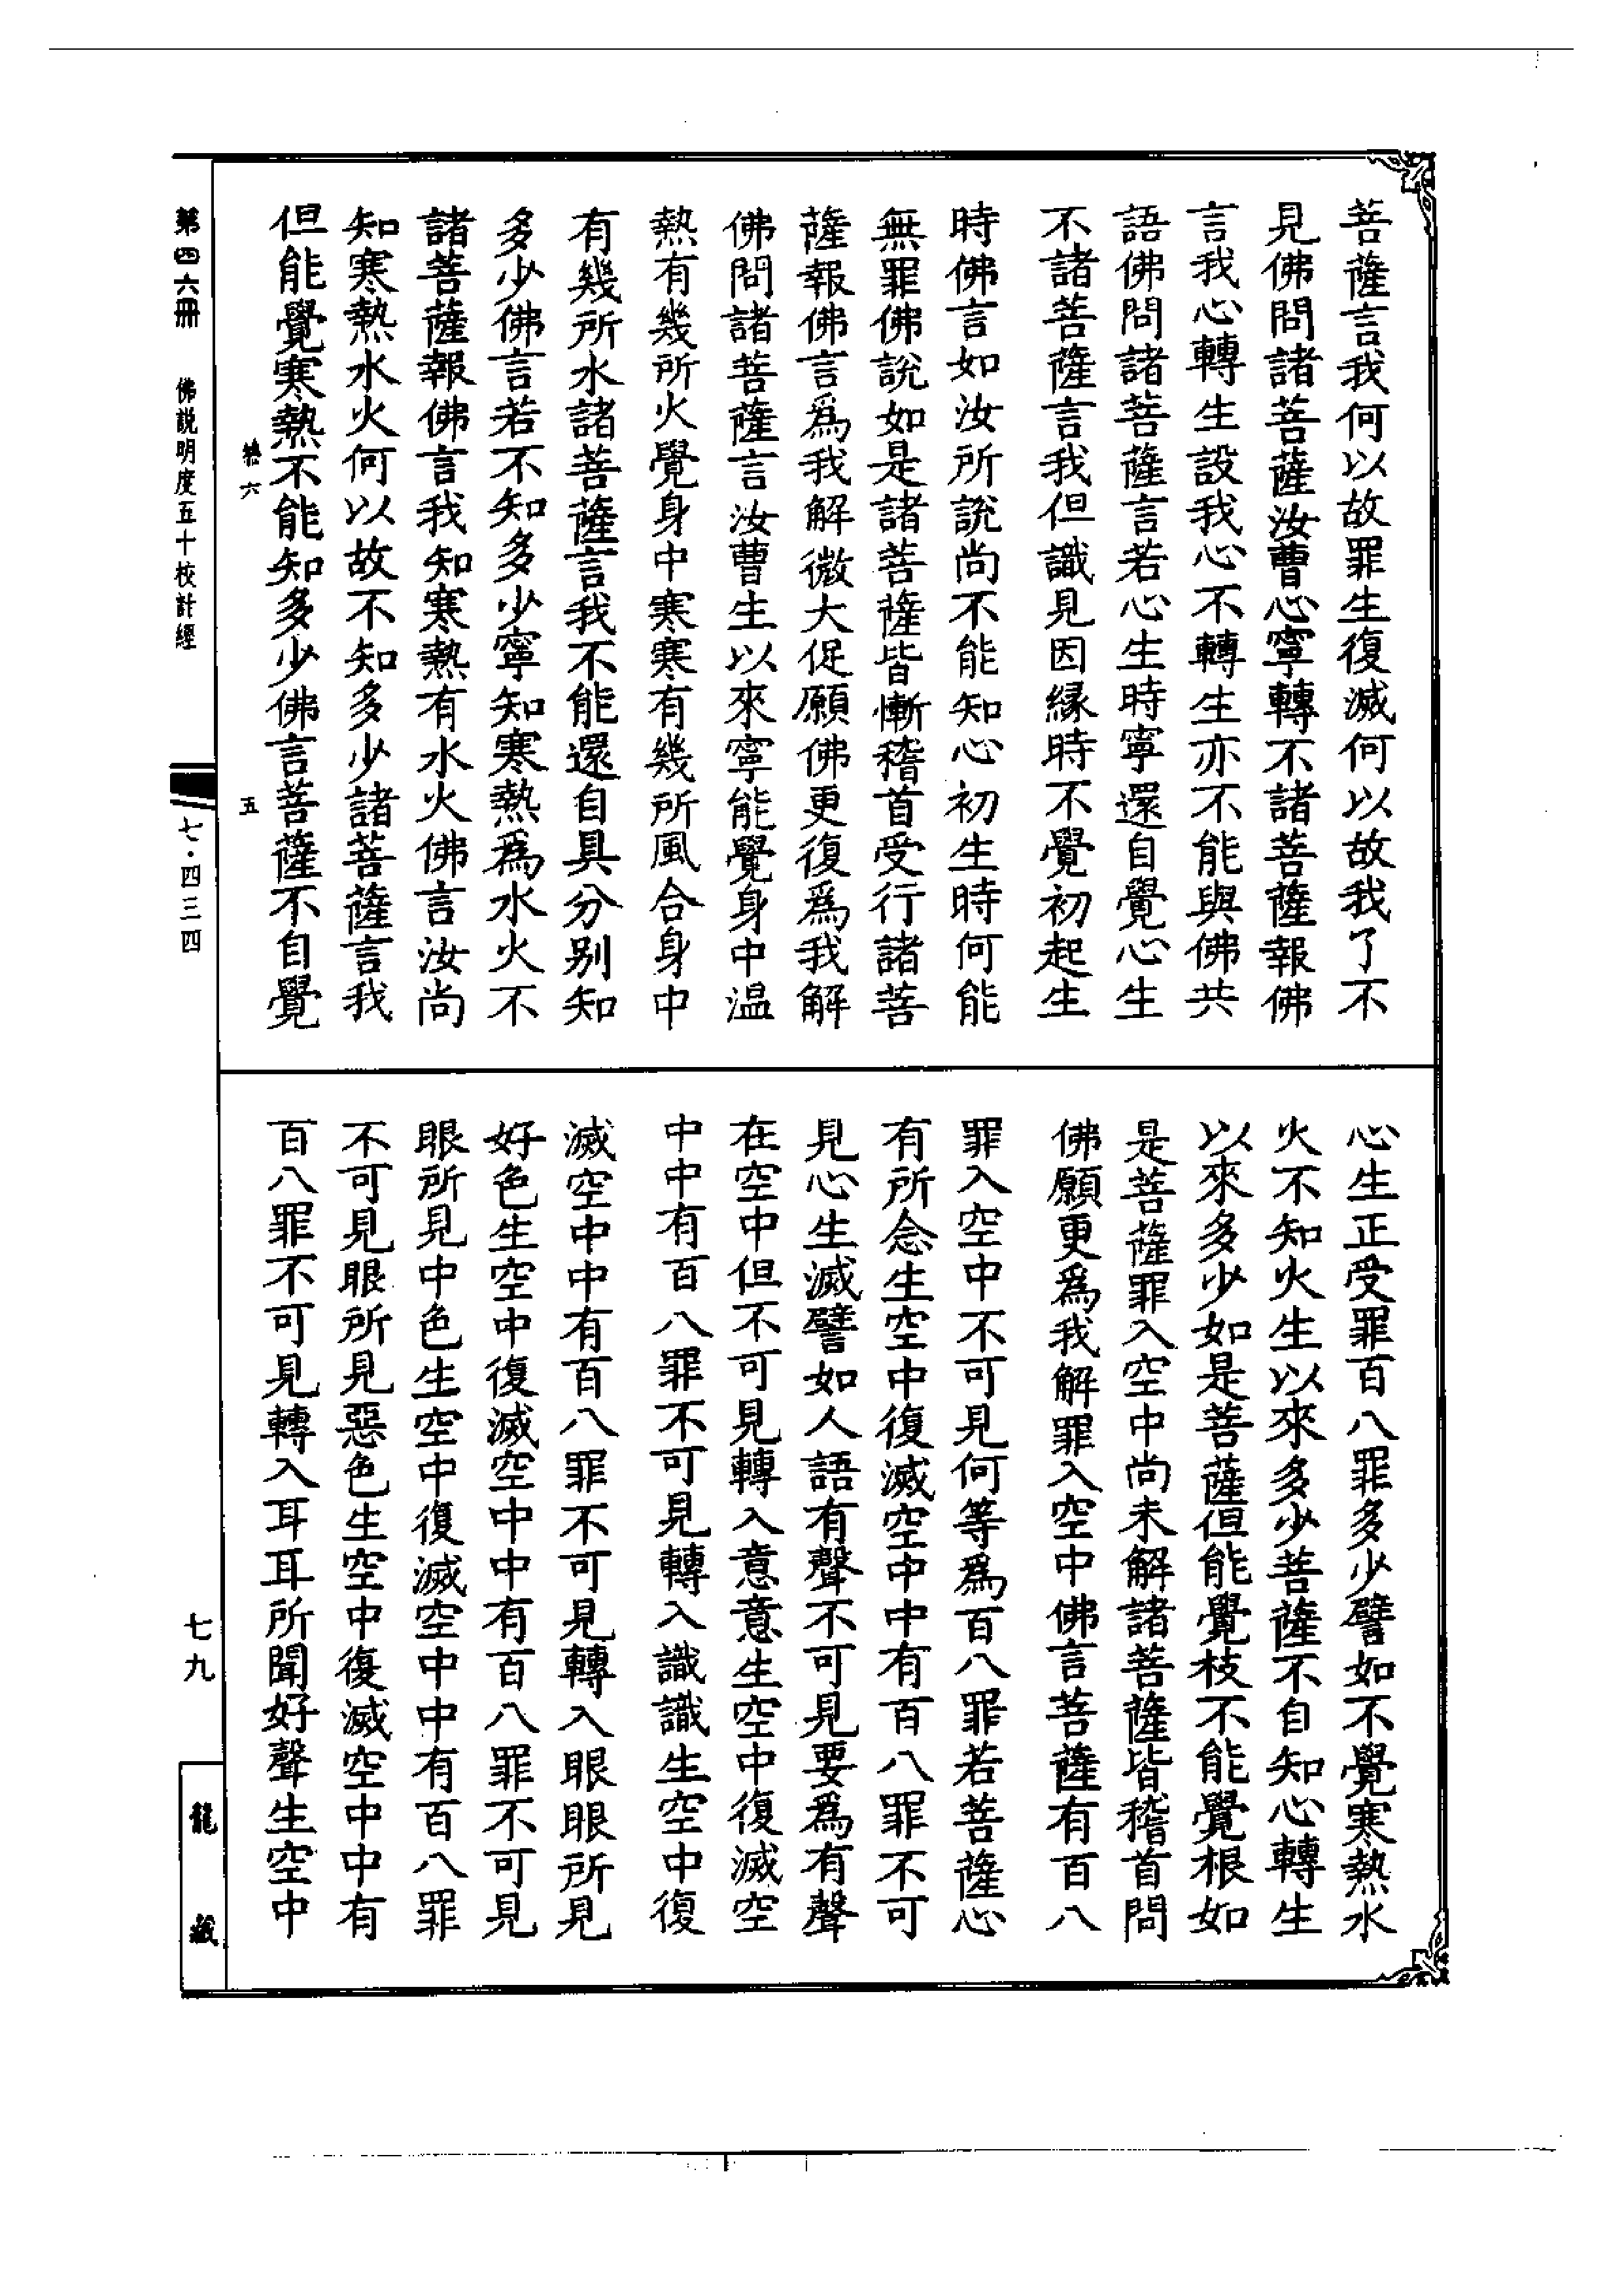 菩薩言我何以故罪生復滅何以故我了不
見佛問諸菩薩汝曹心寧轉不諸菩薩報佛
言我心轉生設我心不轉生亦不能與佛共
語佛問諸菩薩言若心生時寧還自覺心生
不諸菩薩言我但識見因縁時不覺初起生
時佛言如汝所說尚不能知心初生時何能
無罪佛說如是諸菩薩皆慚稽首受行諸菩
薩報佛言爲我解微大促願佛更復爲我解
佛問諸菩薩言汝曹生以來寧能覺身中温
熱有幾所火覺身中寒寒有幾所風合身中
有幾所水諸菩薩言我不能還自具分别知
多少佛言若不知多少寧知寒熱爲水火不
諸菩薩報佛言我知寒熱有水火佛言汝尚
知寒熱水火何以故不知多少諸菩薩言我
但能覺寒熱不能知多少佛言菩薩不自覺
六
五
心生正受罪百八罪多少譬如不覺寒熱水
火不知火生以來多少菩薩不自知心轉生
以來多少如是菩薩但能覺枝不能覺根如
是菩薩罪入空中尚未解諸菩薩皆稽首問
佛願更爲我解罪入空中佛言菩薩有百八
罪入空中不可見何等爲百八罪若菩薩心
有所念生空中復滅空中中有百八罪不可
見心生滅譬如人語有聲不可見要爲有聲
在空中但不可見轉入意意生空中復滅空
中中有百八罪不可見轉入識識生空中復
滅空中中有百八罪不可見轉入眼眼所見
好色生空中復滅空中中有百八罪不可見
眼所見中色生空中復滅空中中有百八罪
不可見眼所見惡色生空中復滅空中中有
百八罪不可見轉入耳耳所聞好聲生空中
第四六冊
佛説明度五十校計經
七·四三四
七九
龍藏